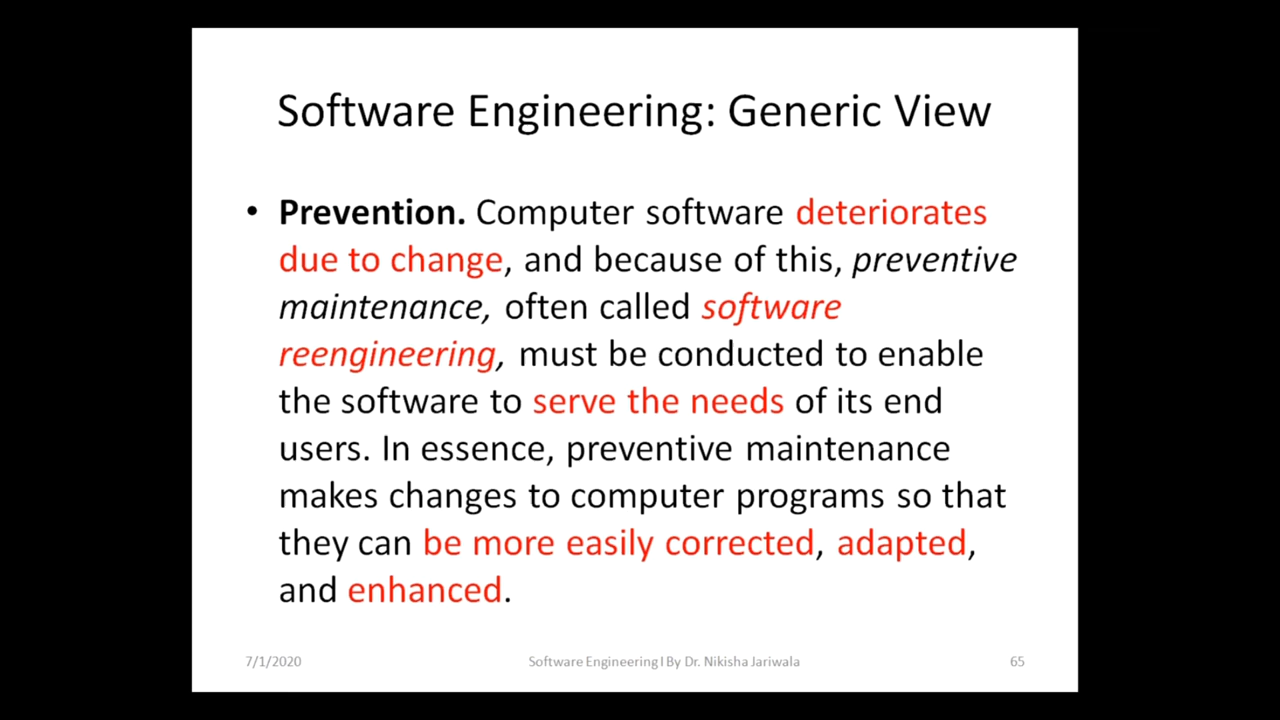 Software Engineering: Generic View
• Prevention. Computer software deteriorates
due to change, and because of this, preventive
maintenance, often called software
reengineering, must be conducted to enable
the software to serve the needs of its end
users. In essence, preventive maintenance
makes changes to computer programs so that
they can be more easily corrected, adapted,
and enhanced.
7/1/2020 Software Engineering I By Dr. Nikisha Jariwala 65